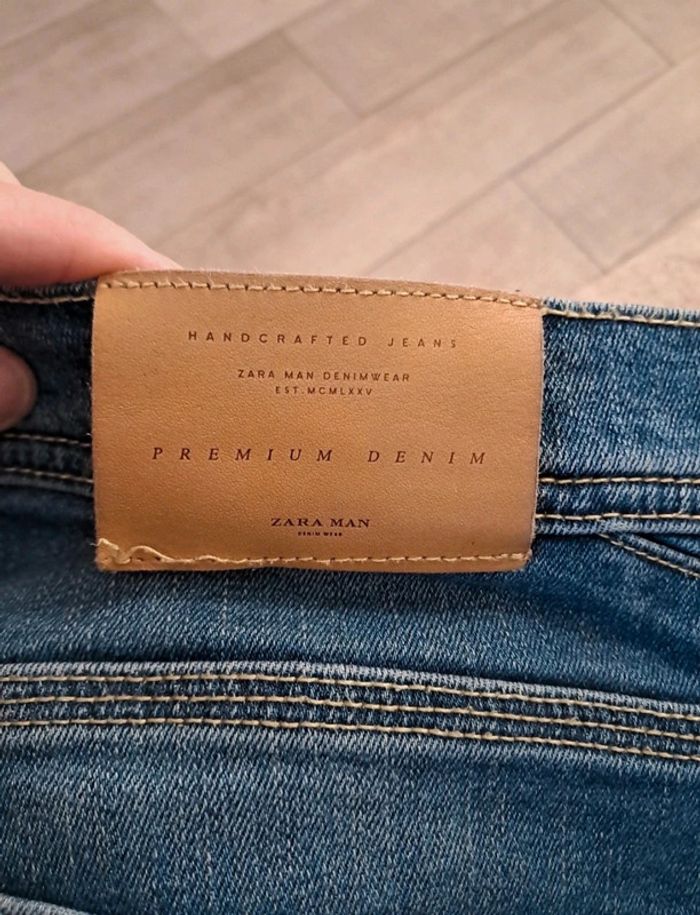 HANDCRAFTED JEANS
ZARA MAN DENIMWEAR
EST.MCMLXXV
PREMIUM DENIM
ZARA MAN
DENIM WEAR